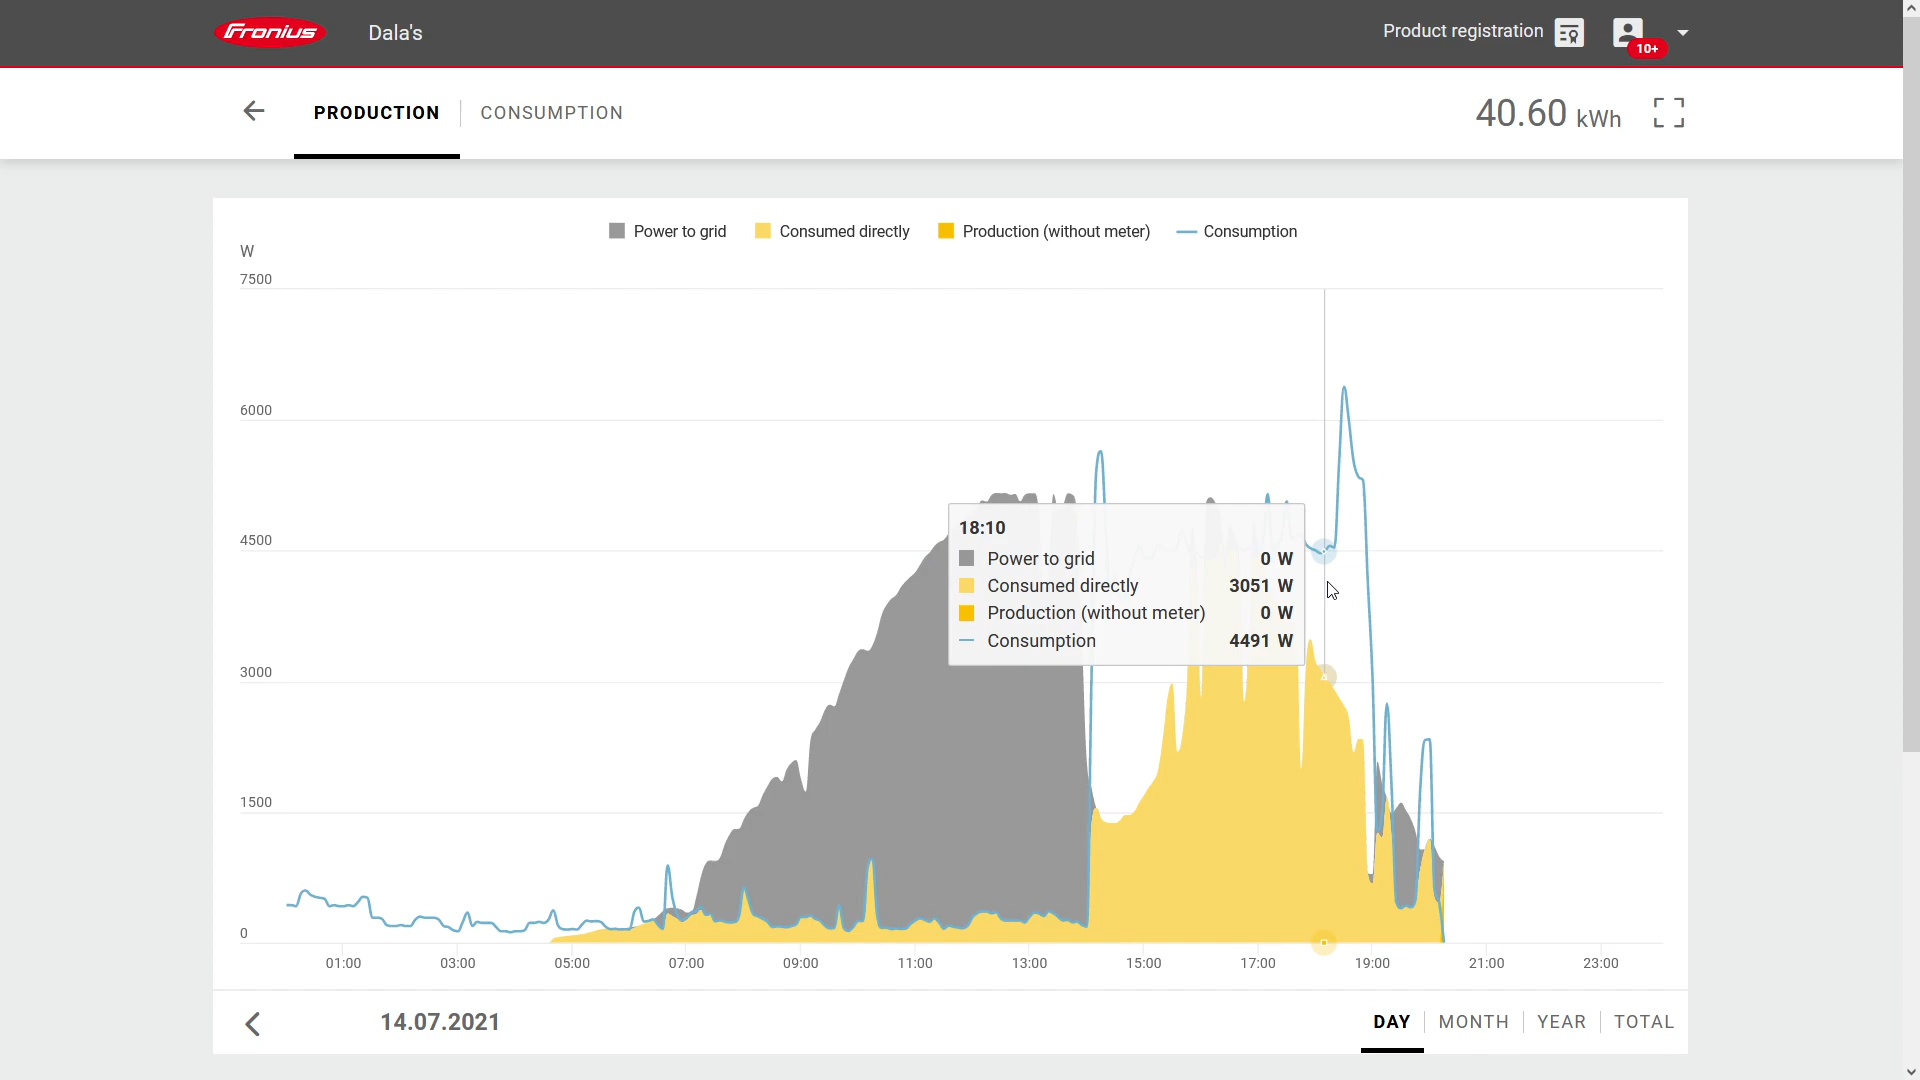 Fronius
Dala's
Product registration
10+
PRODUCTION
CONSUMPTION
40.60 kWh
Power to grid
Consumed directly
Production (without meter)
Consumption
W
7500
6000
4500
3000
1500
0
18:10
Power to grid 0 W
Consumed directly 3051 W
Production (without meter) 0 W
Consumption 4491 W
01:00 03:00 05:00 07:00 09:00 11:00 13:00 15:00 17:00 19:00 21:00 23:00
14.07.2021
DAY
MONTH
YEAR
TOTAL